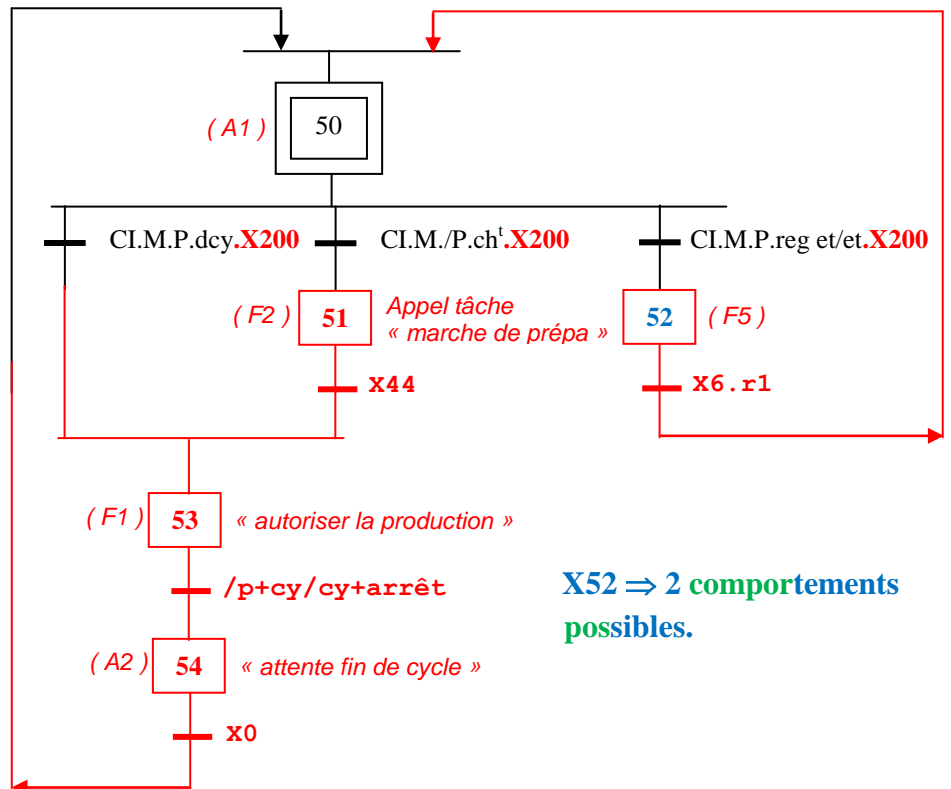 50
( A1 )
CI.M.P.dcy.X200
CI.M./P.chᵗ.X200
CI.M.P.reg et/et.X200
( F2 )
51
Appel tâche
« marche de prépa »
52
( F5 )
X44
X6.r1
( F1 )
53
« autoriser la production »
/p+cy/cy+arrêt
X52 ⇒ 2 comportements
possibles.
( A2 )
54
« attente fin de cycle »
X0